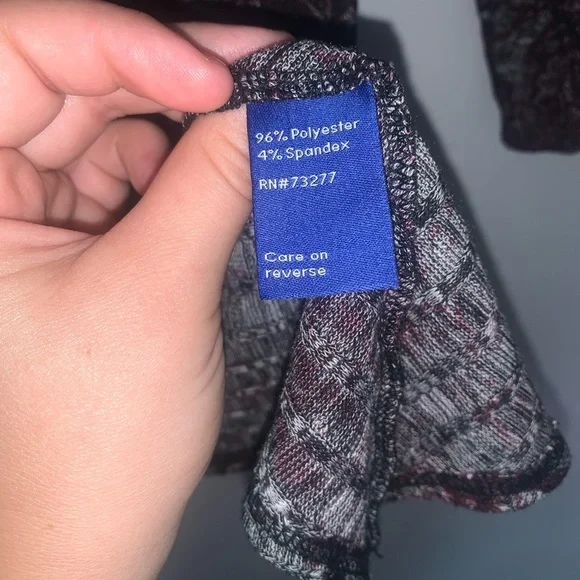 96% Polyester
4% Spandex
RN#73277
Care on
reverse